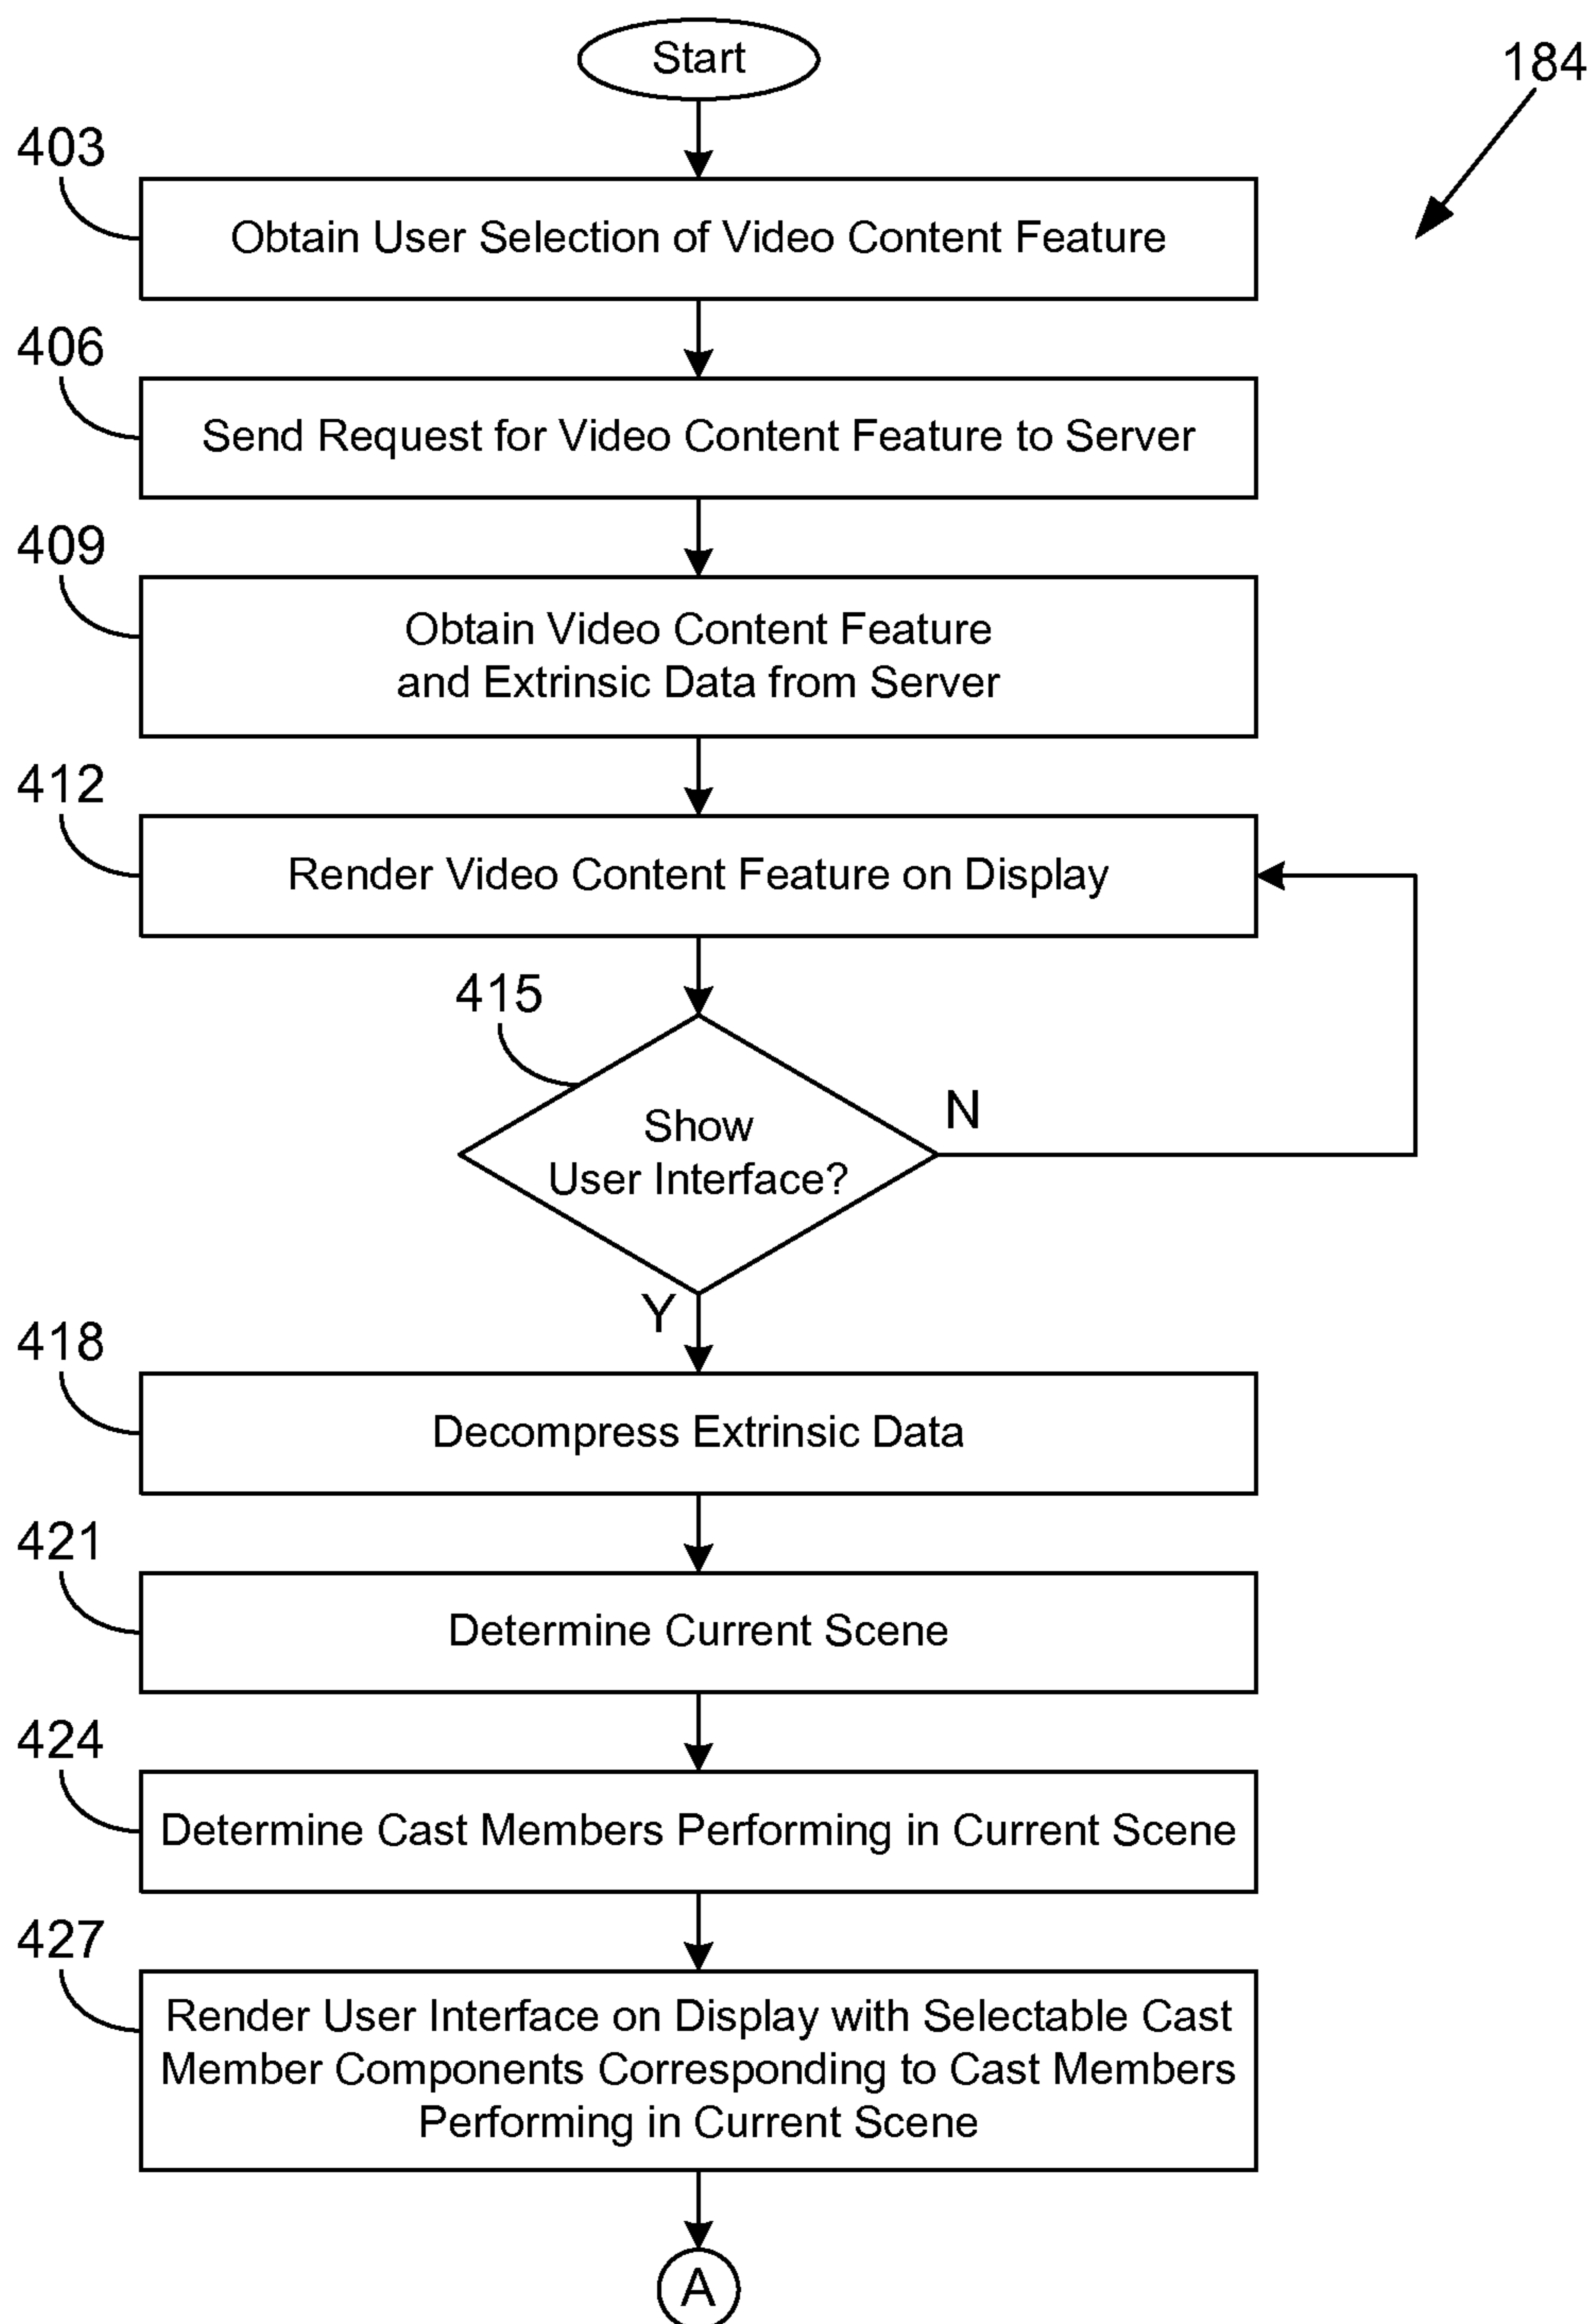 Start
184
403
Obtain User Selection of Video Content Feature
406
Send Request for Video Content Feature to Server
409
Obtain Video Content Feature
and Extrinsic Data from Server
412
Render Video Content Feature on Display
415
Show
User Interface?
N
Y
418
Decompress Extrinsic Data
421
Determine Current Scene
424
Determine Cast Members Performing in Current Scene
427
Render User Interface on Display with Selectable Cast
Member Components Corresponding to Cast Members
Performing in Current Scene
A